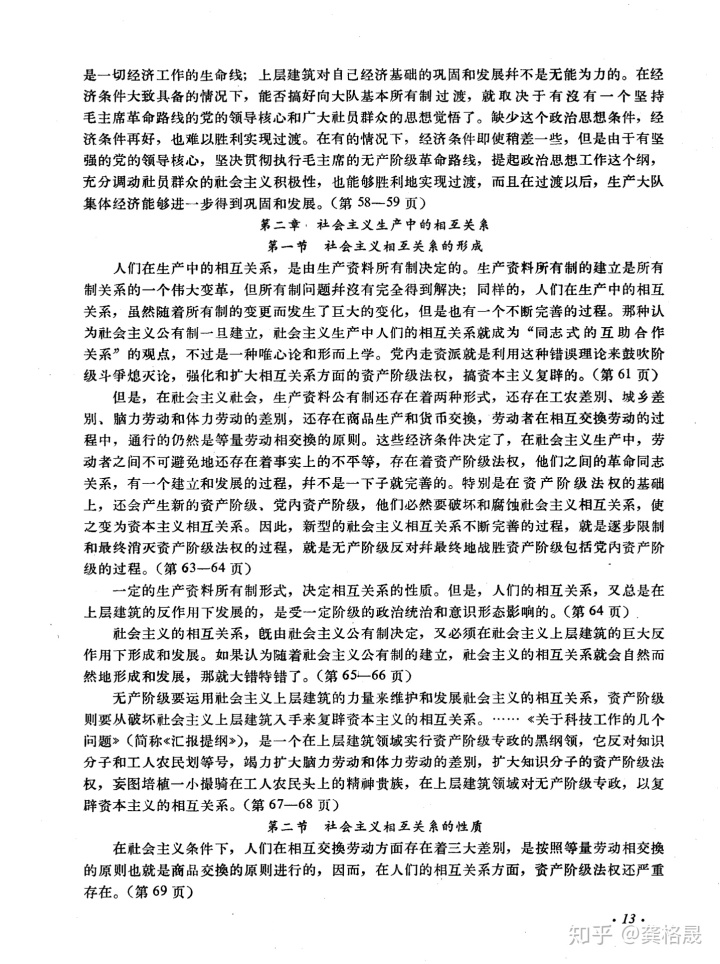 是一切经济工作的生命线；上层建筑对自己经济基础的巩固和发展幷不是无能为力的。在经
济条件大致具备的情况下，能否搞好向大队基本所有制过渡，就取决于有沒有一个坚持
毛主席革命路线的党的领导核心和广大社员群众的思想觉悟了。缺少这个政治思想条件，经
济条件再好，也难以胜利实现过渡。在有的情况下，经济条件即使稍差一些，但是由于有坚
强的党的领导核心，坚决贯彻执行毛主席的无产阶级革命路线，提起政治思想工作这个纲，
充分调动社员群众的社会主义积极性，也能够胜利地实现过渡，而且在过渡以后，生产大队
集体经济能够进一步得到巩固和发展。（第58—59页）
第二章 社会主义生产中的相互关系
第一节 社会主义相互关系的形成
人们在生产中的相互关系，是由生产资料所有制决定的。生产资料所有制的建立是所有
制关系的一个伟大变革，但所有制问题幷沒有完全得到解决；同样的，人们在生产中的相互
关系，虽然随着所有制的变更而发生了巨大的变化，但是也有一个不断完善的过程。那种认
为社会主义公有制一旦建立，社会主义生产中人们的相互关系就成为“同志式的互助合作
关系”的观点，不过是一种唯心论和形而上学。党内走资派就是利用这种错误理论来鼓吹阶
级斗爭熄灭论，强化和扩大相互关系方面的资产阶级法权，搞资本主义复辟的。（第61页）
但是，在社会主义社会，生产资料公有制还存在着两种形式，还存在工农差别、城乡差
别、脑力劳动和体力劳动的差别，还存在商品生产和货币交换，劳动者在相互交换劳动的过
程中，通行的仍然是等量劳动相交换的原则。这些经济条件决定了，在社会主义生产中，劳
动者之间不可避免地还存在着事实上的不平等，存在着资产阶级法权，他们之间的革命同志
关系，有一个建立和发展的过程，幷不是一下子就完善的。特别是在资产阶级法权的基础
上，还会产生新的资产阶级、党内资产阶级，他们必然要破坏和腐蚀社会主义相互关系，使
之变为资本主义相互关系。因此，新型的社会主义相互关系不断完善的过程，就是逐步限制
和最终消灭资产阶级法权的过程，就是无产阶级反对幷最终地战胜资产阶级包括党内资产阶
级的过程。（第63—64页）
一定的生产资料所有制形式，决定相互关系的性质。但是，人们的相互关系，又总是在
上层建筑的反作用下发展的，是受一定阶级的政治统治和意识形态影响的。（第64页）
社会主义的相互关系，旣由社会主义公有制决定，又必须在社会主义上层建筑的巨大反
作用下形成和发展。如果认为随着社会主义公有制的建立，社会主义的相互关系就会自然而
然地形成和发展，那就大错特错了。（第65—66页）
无产阶级要运用社会主义上层建筑的力量来维护和发展社会主义的相互关系，资产阶级
则要从破坏社会主义上层建筑入手来复辟资本主义的相互关系。……《关于科技工作的几个
问题》（简称《汇报提纲》），是一个在上层建筑领域实行资产阶级专政的黑纲领，它反对知识
分子和工人农民划等号，竭力扩大脑力劳动和体力劳动的差别，扩大知识分子的资产阶级法
权，妄图培植一小撮骑在工人农民头上的精神贵族，在上层建筑领域对无产阶级专政，以复
辟资本主义的相互关系。（第67—68页）
第二节 社会主义相互关系的性质
在社会主义条件下，人们在相互交换劳动方面存在着三大差别，是按照等量劳动相交换
的原则也就是商品交换的原则进行的，因而，在人们的相互关系方面，资产阶级法权还严重
存在。（第69页）
·13·
知乎 @龚格晟